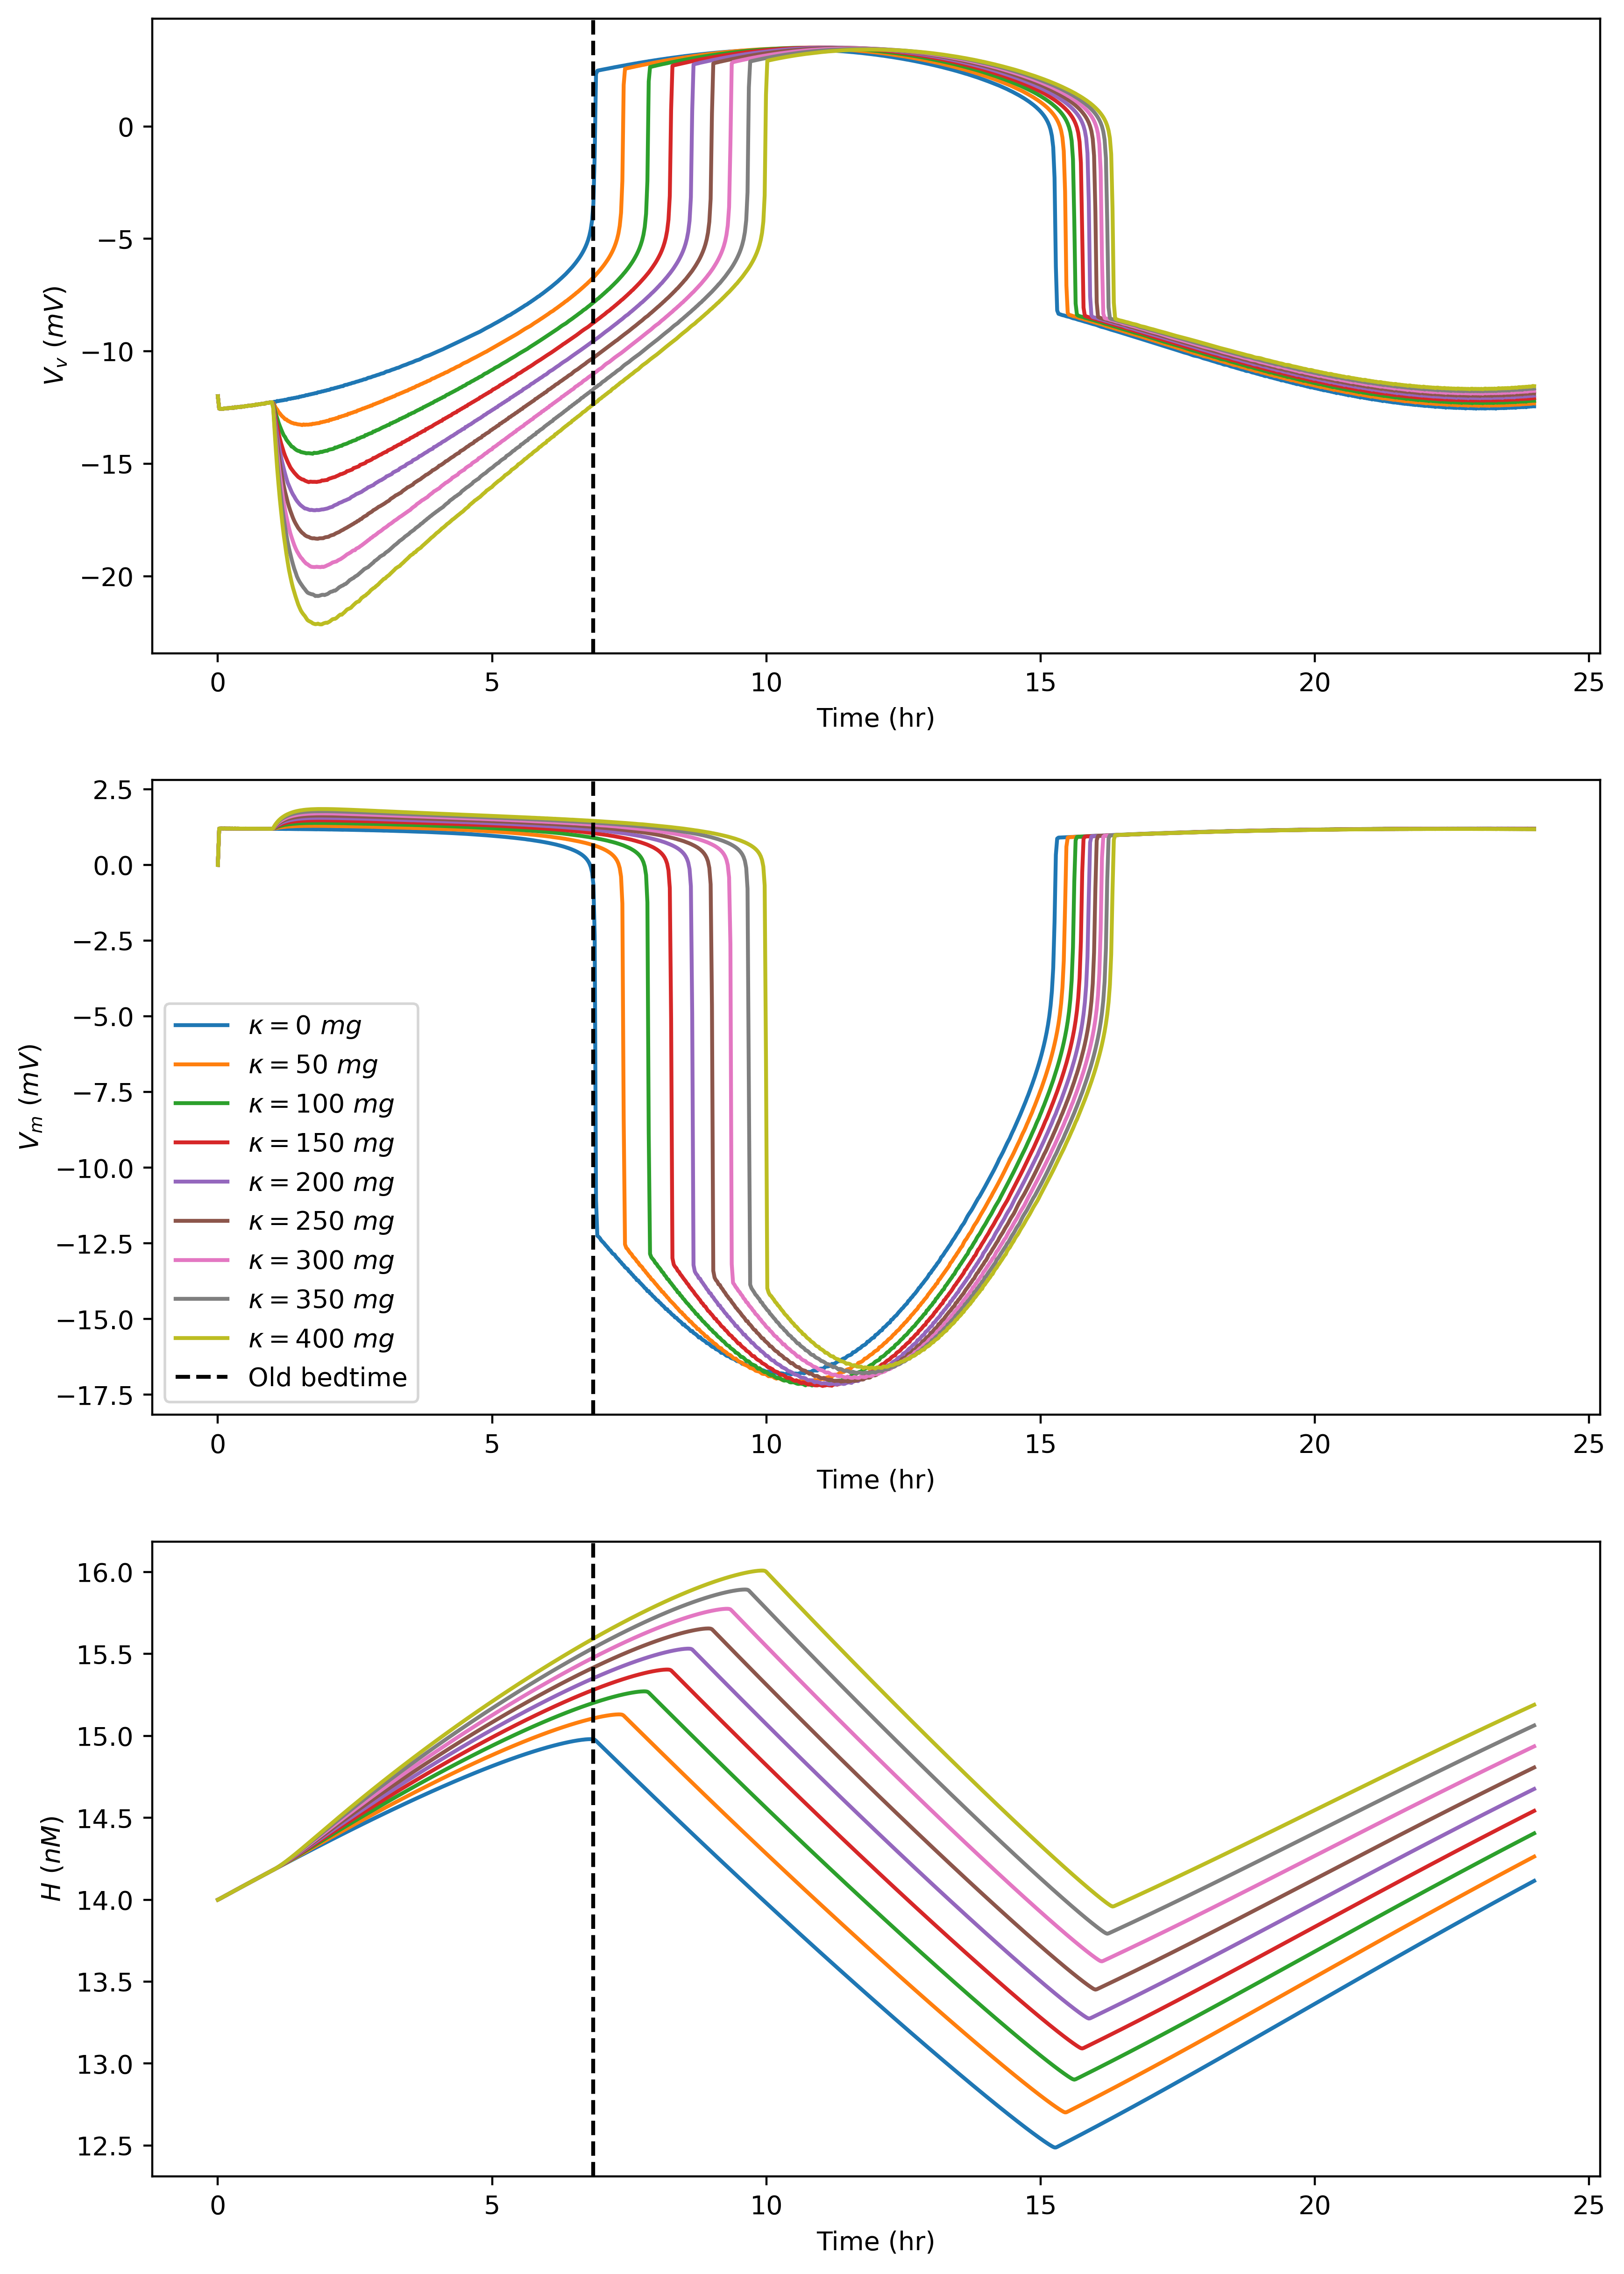 0
−5
−10
−15
−20
V_v (mV)
0 5 10 15 20 25
Time (hr)
2.5
0.0
−2.5
−5.0
−7.5
−10.0
−12.5
−15.0
−17.5
V_m (mV)
κ = 0 mg
κ = 50 mg
κ = 100 mg
κ = 150 mg
κ = 200 mg
κ = 250 mg
κ = 300 mg
κ = 350 mg
κ = 400 mg
Old bedtime
0 5 10 15 20 25
Time (hr)
16.0
15.5
15.0
14.5
14.0
13.5
13.0
12.5
H (nM)
0 5 10 15 20 25
Time (hr)